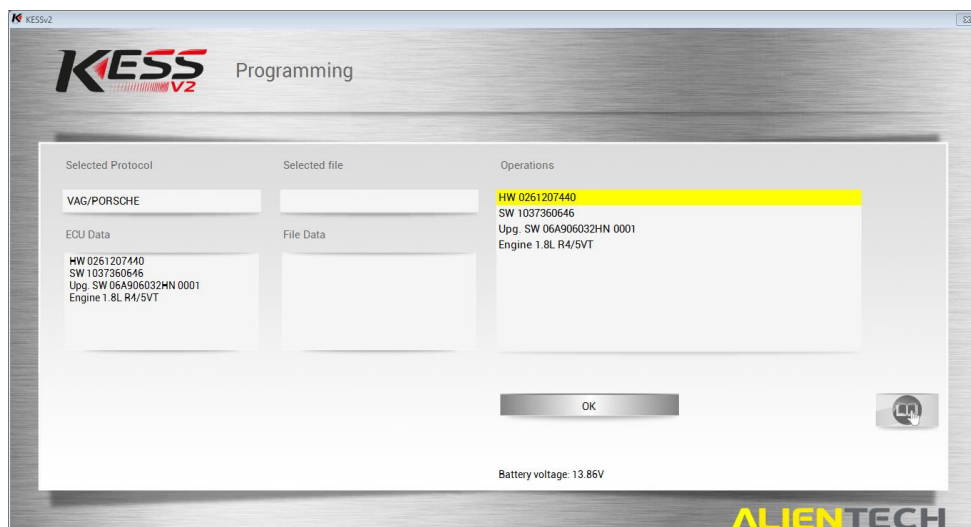 KESSv2
KESS
V2
Programming
Selected Protocol
VAG/PORSCHE
ECU Data
HW 0261207440
SW 1037360646
Upg. SW 06A906032HN 0001
Engine 1.8L R4/5VT
Selected file
File Data
Operations
HW 0261207440
SW 1037360646
Upg. SW 06A906032HN 0001
Engine 1.8L R4/5VT
OK
Battery voltage: 13.86V
ALIENTECH